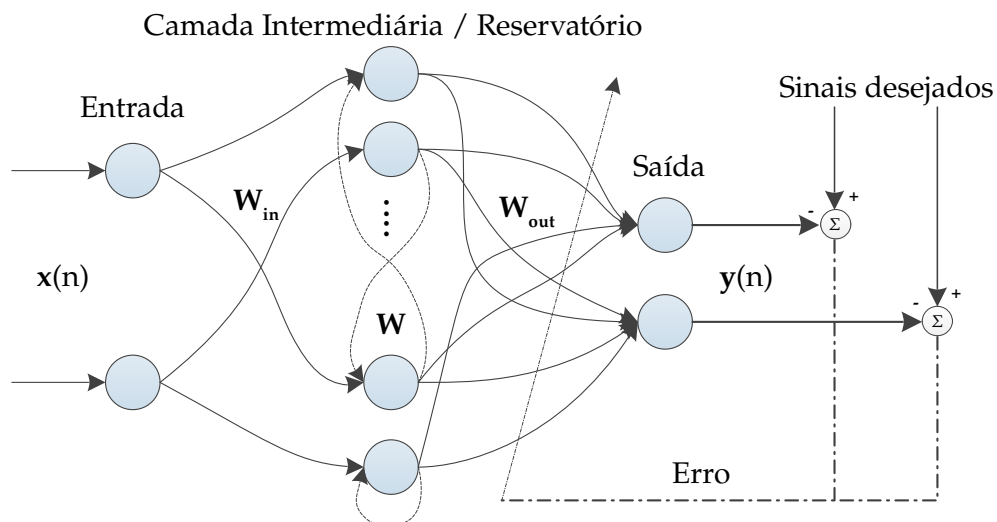 Camada Intermediária / Reservatório
Entrada
Sinais desejados
Saída
W_in
W_out
- +
Σ
x(n)
y(n)
- +
Σ
W
Erro